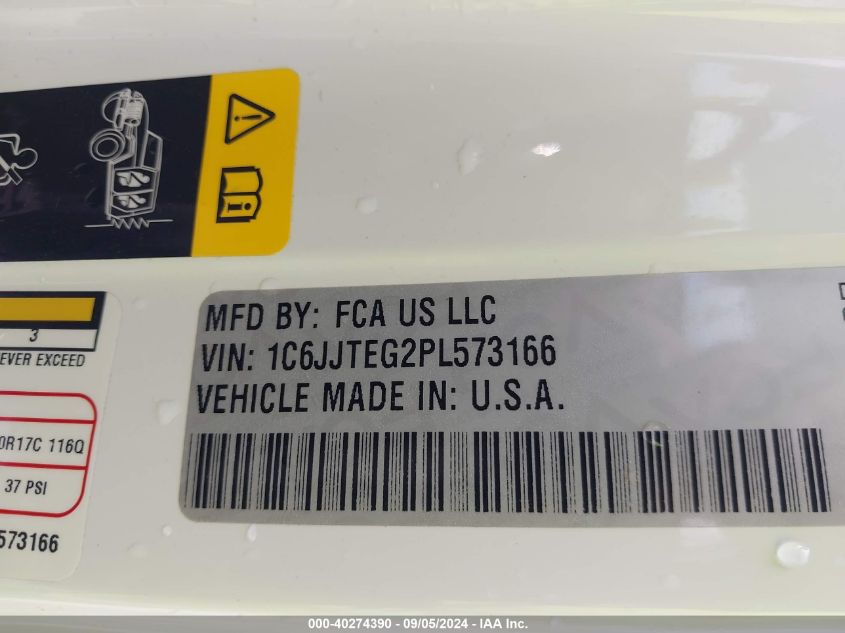 MFD BY: FCA US LLC
VIN: 1C6JJTEG2PL573166
VEHICLE MADE IN: U.S.A.
3
EVER EXCEED
0R17C 116Q
37 PSI
573166
000-40274390 - 09/05/2024 - IAA Inc.